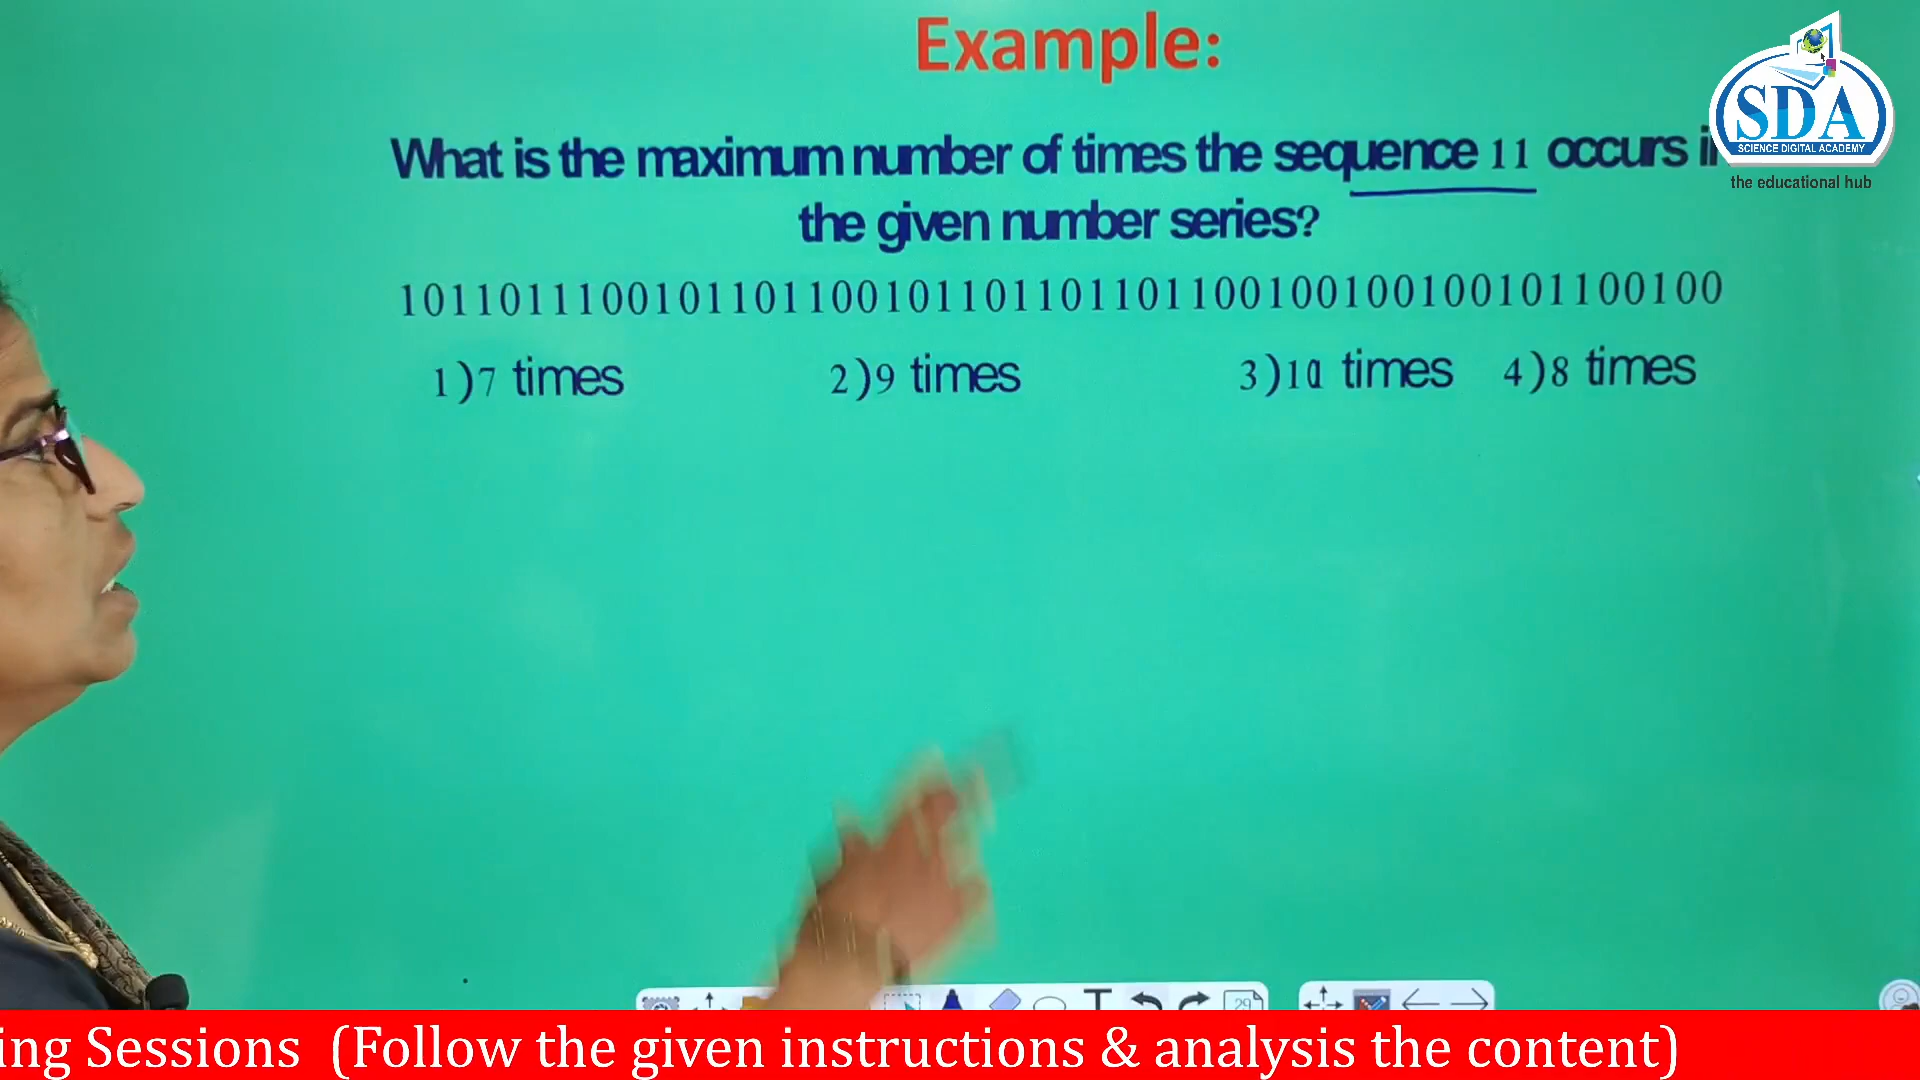 Example:
SDA
SCIENCE DIGITAL ACADEMY
the educational hub
What is the maximum number of times the sequence 11 occurs
the given number series?
1011011100101101100101101101101100100100100101100100
1)7 times 2)9 times 3)10 times 4)8 times
T 29
ing Sessions (Follow the given instructions & analysis the content)